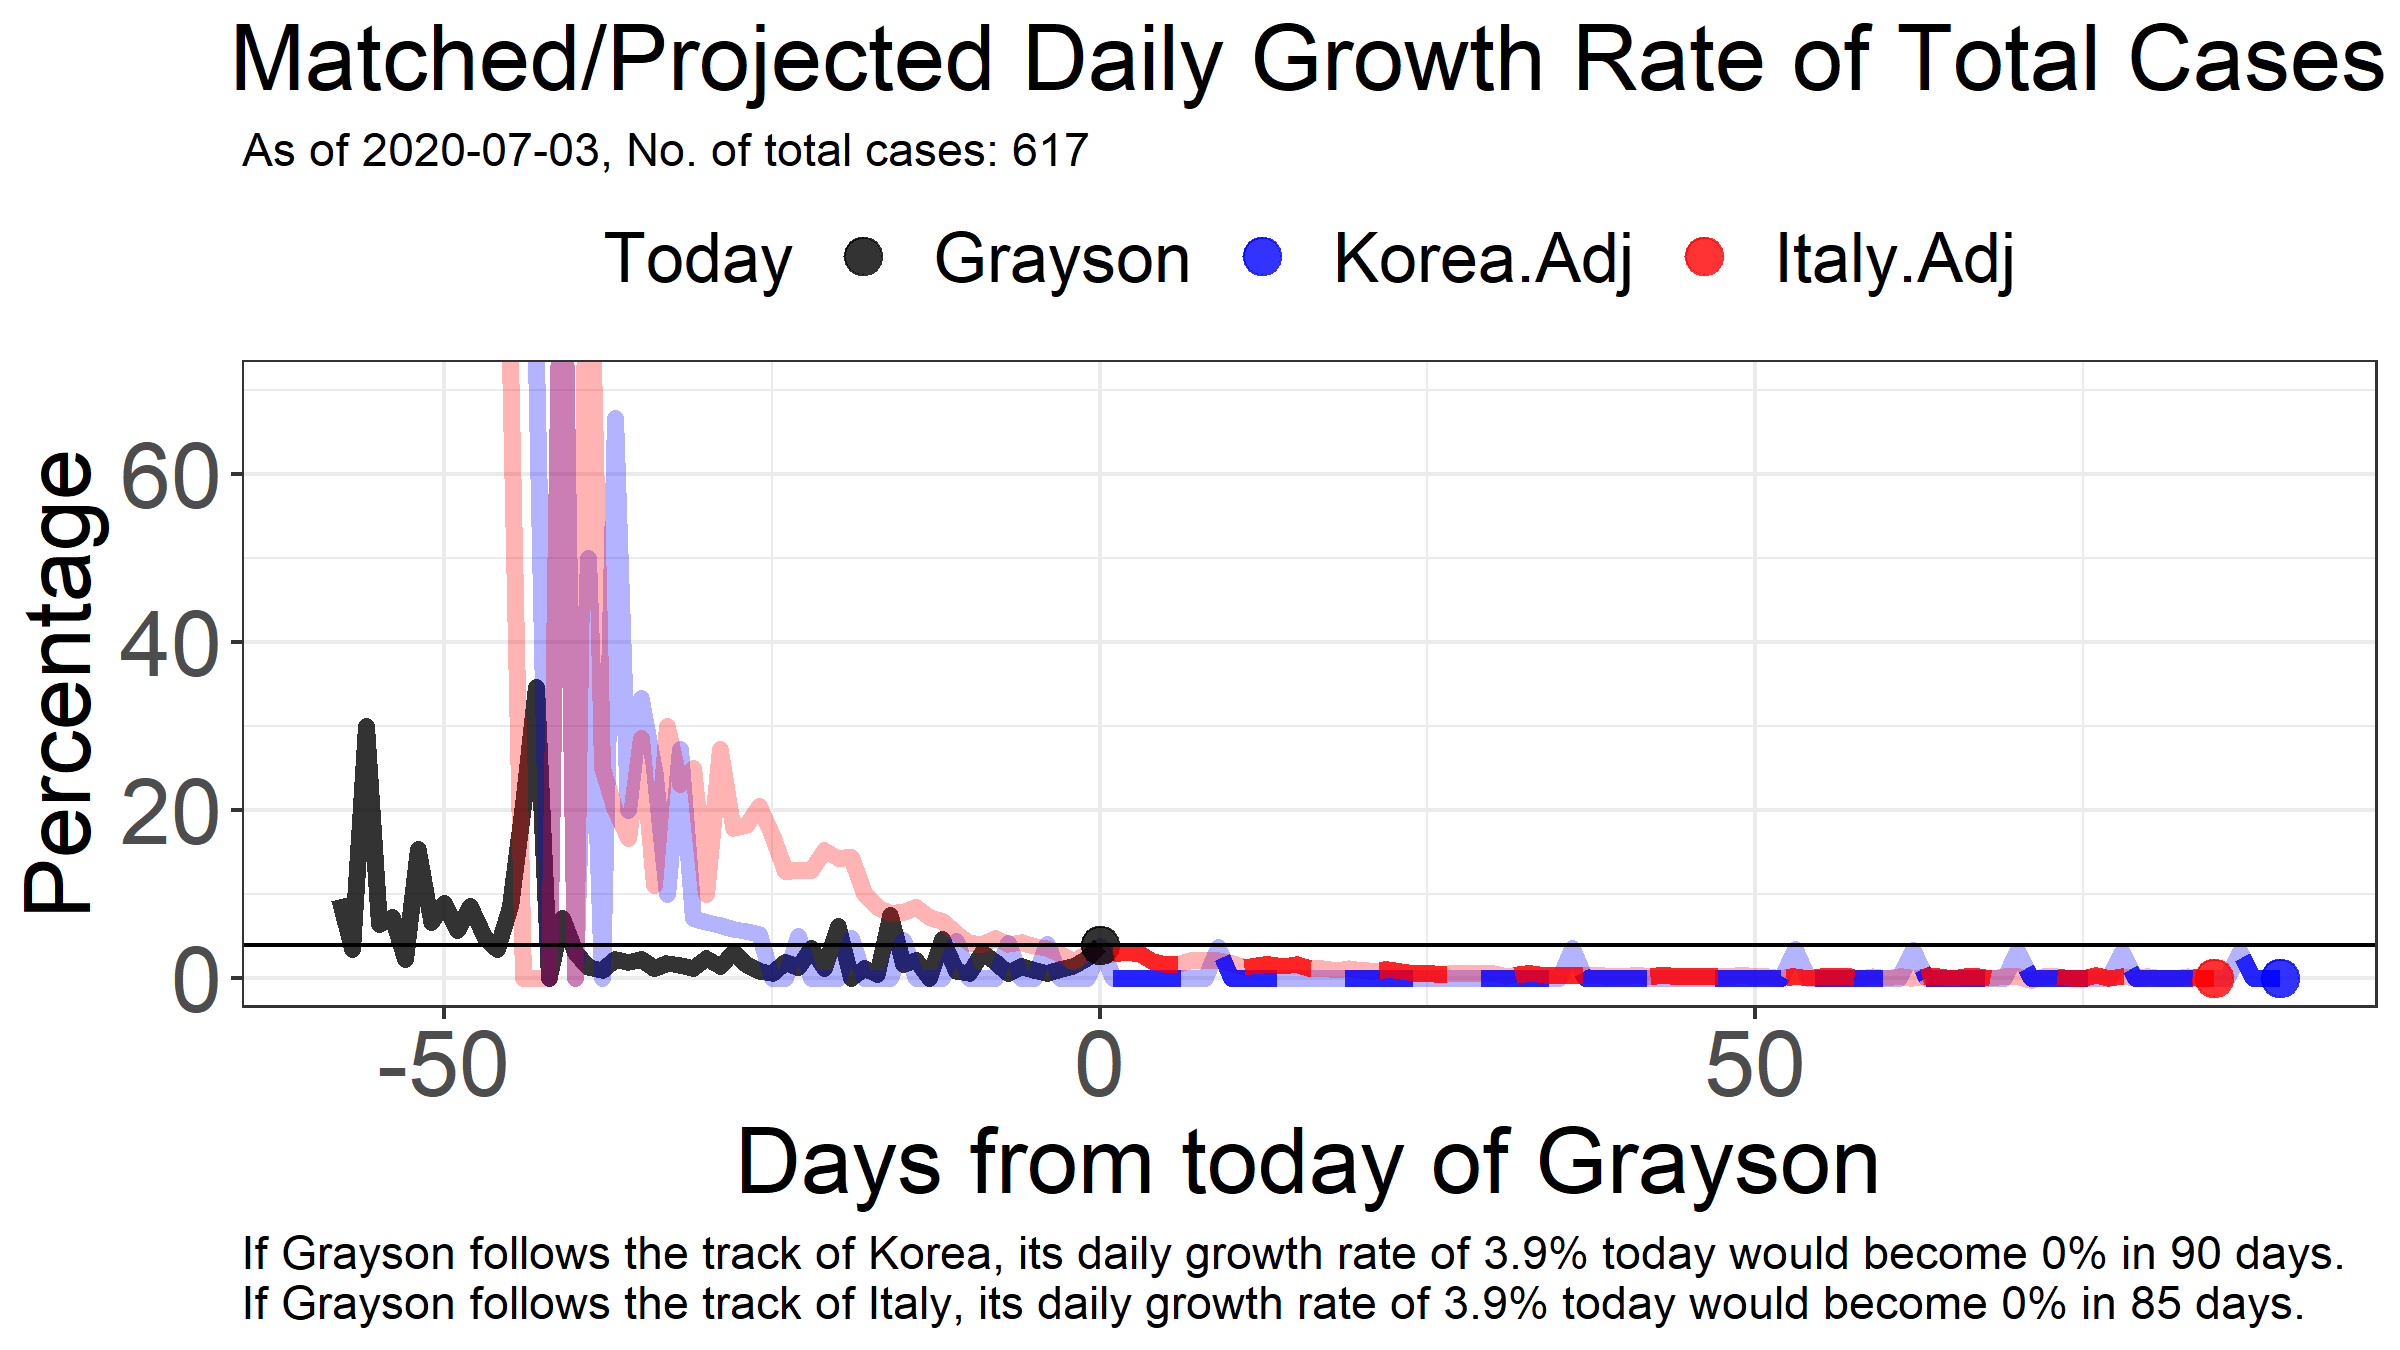 Matched/Projected Daily Growth Rate of Total Cases
As of 2020-07-03, No. of total cases: 617
Today Grayson Korea.Adj Italy.Adj
Percentage
60
40
20
0
-50 0 50
Days from today of Grayson
If Grayson follows the track of Korea, its daily growth rate of 3.9% today would become 0% in 90 days.
If Grayson follows the track of Italy, its daily growth rate of 3.9% today would become 0% in 85 days.